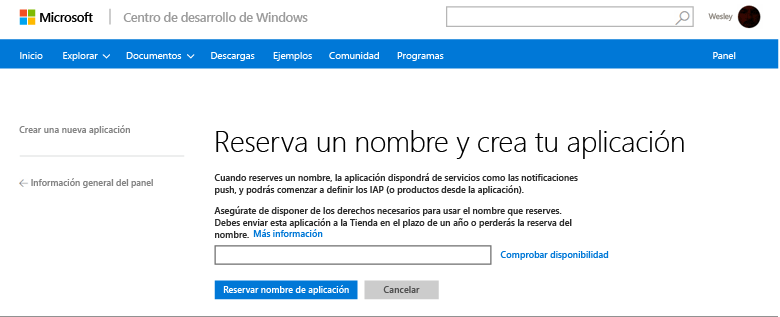 Microsoft Centro de desarrollo de Windows Wesley
Inicio Explorar Documentos Descargas Ejemplos Comunidad Programas Panel
Crear una nueva aplicación
← Información general del panel
Reserva un nombre y crea tu aplicación
Cuando reserves un nombre, la aplicación dispondrá de servicios como las notificaciones
push, y podrás comenzar a definir los IAP (o productos desde la aplicación).
Asegúrate de disponer de los derechos necesarios para usar el nombre que reserves.
Debes enviar esta aplicación a la Tienda en el plazo de un año o perderás la reserva del
nombre. Más información
Comprobar disponibilidad
Reservar nombre de aplicación Cancelar